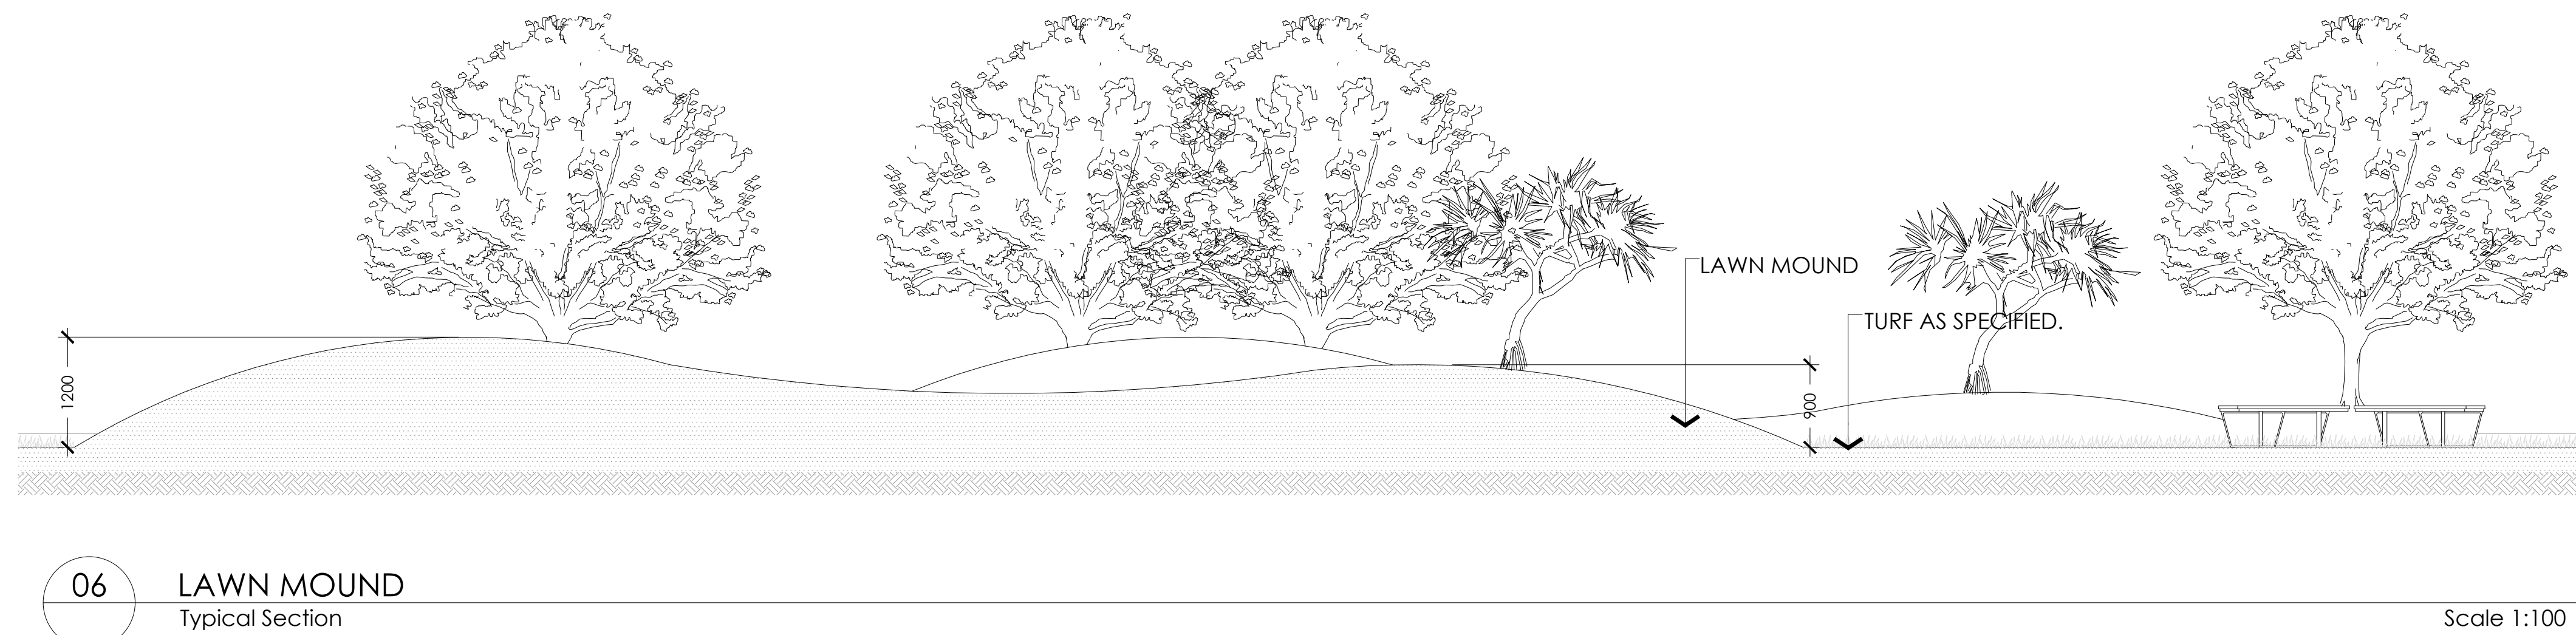 LAWN MOUND
TURF AS SPECIFIED.
1200
900
06
LAWN MOUND
Typical Section
Scale 1:100